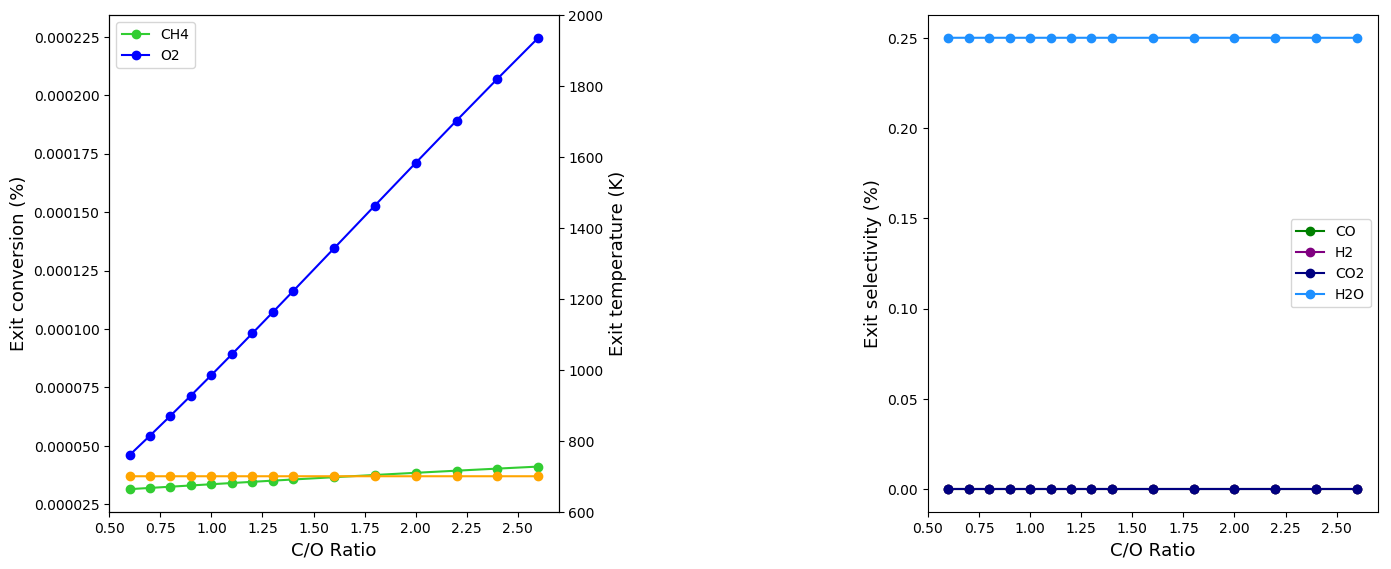 CH4
O2
0.000225
0.000200
0.000175
0.000150
0.000125
0.000100
0.000075
0.000050
0.000025
Exit conversion (%)
0.50 0.75 1.00 1.25 1.50 1.75 2.00 2.25 2.50
C/O Ratio
2000
1800
1600
1400
1200
1000
800
600
Exit temperature (K)
0.25
0.20
0.15
0.10
0.05
0.00
Exit selectivity (%)
CO
H2
CO2
H2O
0.50 0.75 1.00 1.25 1.50 1.75 2.00 2.25 2.50
C/O Ratio